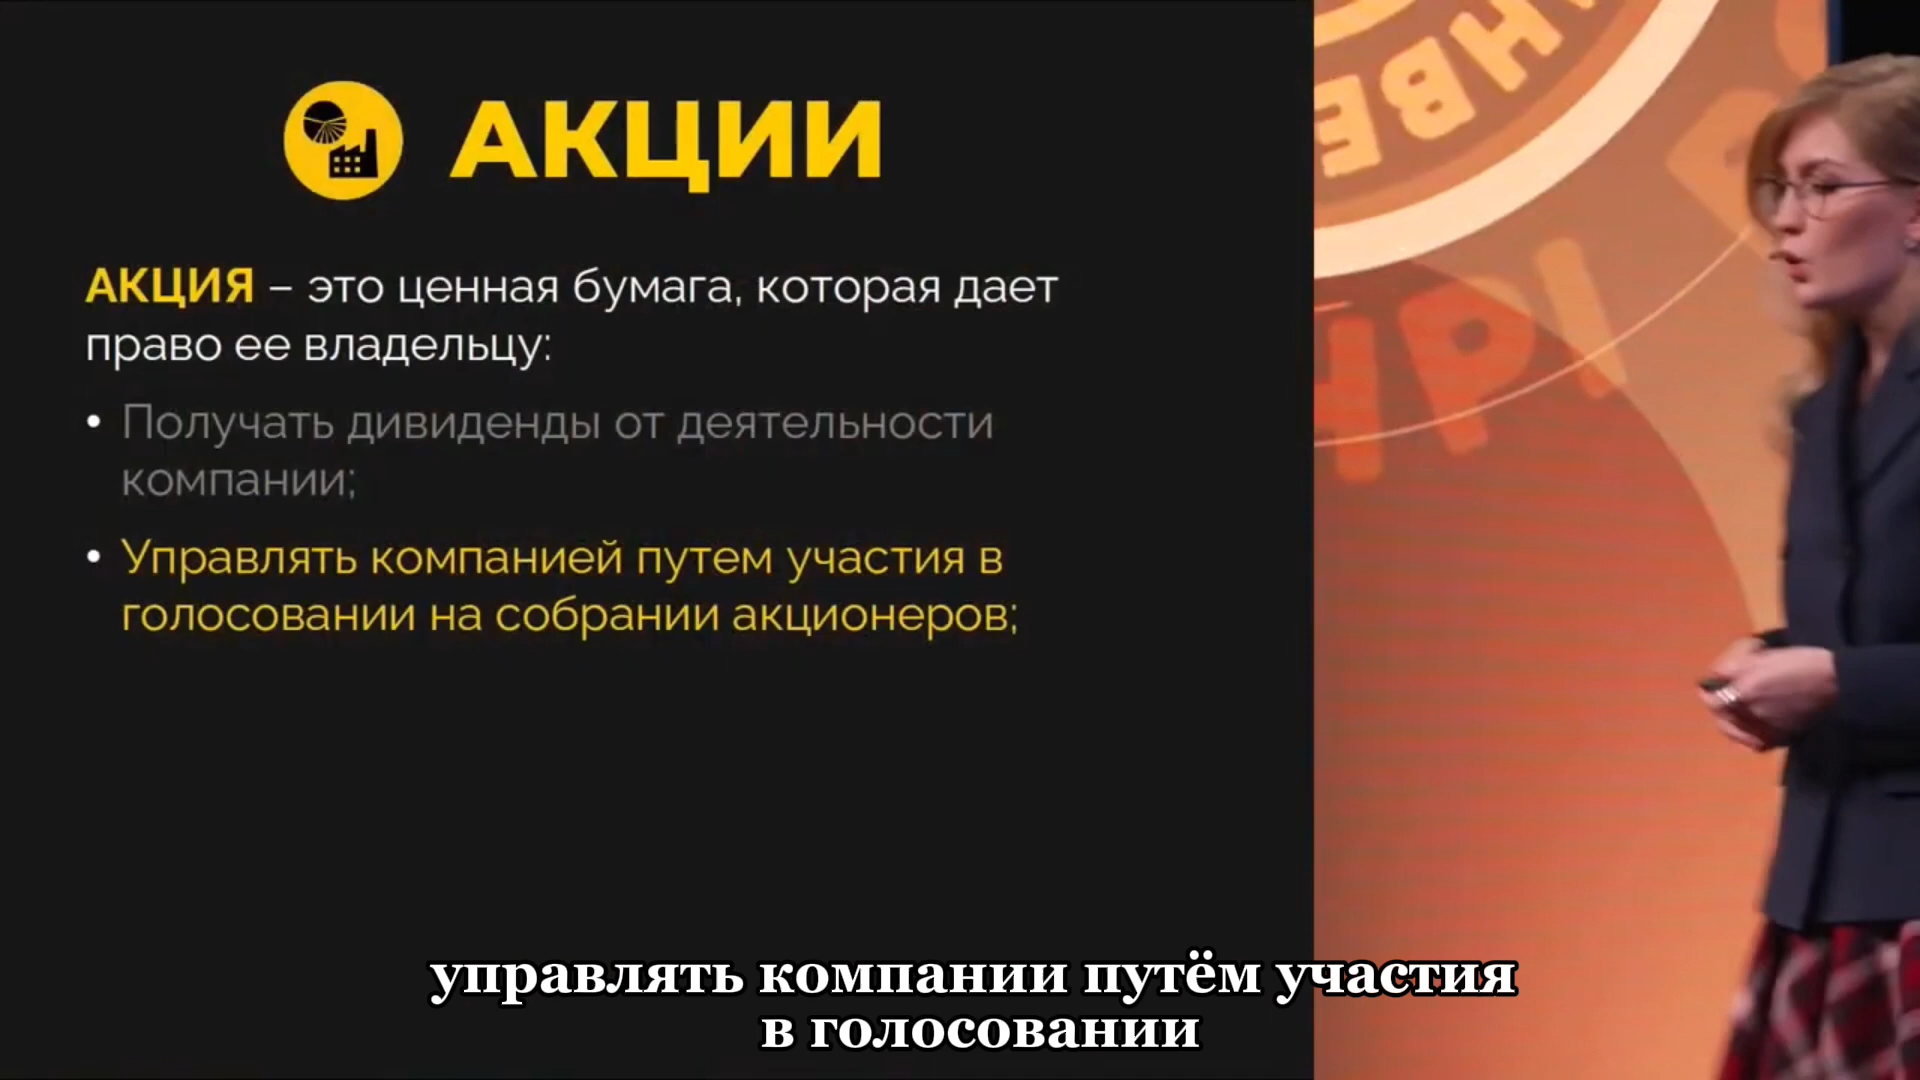 АКЦИИ
АКЦИЯ – это ценная бумага, которая дает
право ее владельцу:
• Получать дивиденды от деятельности
компании;
• Управлять компанией путем участия в
голосовании на собрании акционеров;
управлять компании путём участия
в голосовании